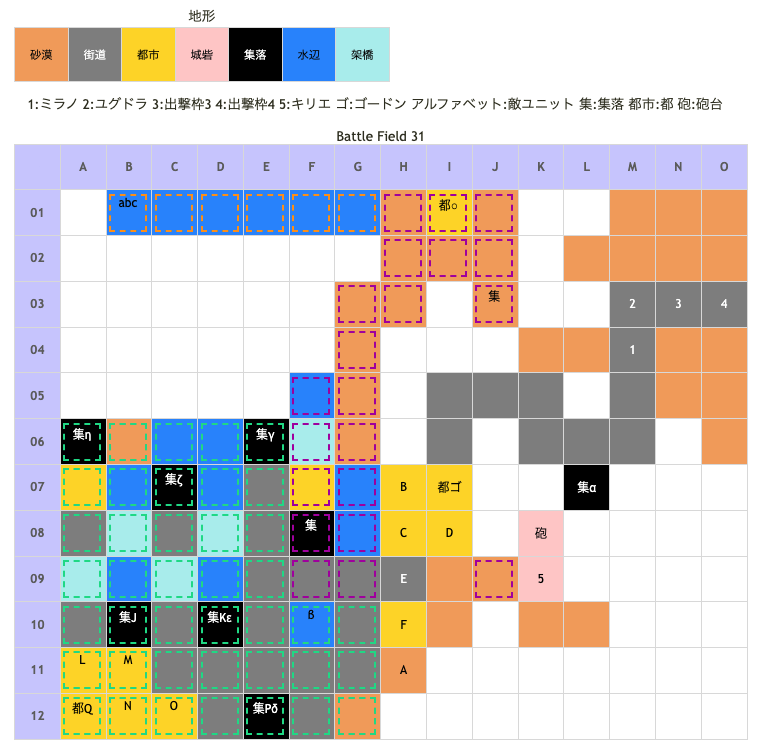 地形
砂漠 街道 都市 城砦 集落 水辺 架橋
1:ミラノ 2:ユグドラ 3:出撃枠3 4:出撃枠4 5:キリエ ゴ:ゴードン アルファベット:敵ユニット 集:集落 都市:都 砲:砲台
Battle Field 31
A B C D E F G H I J K L M N O
01 abc 都○
02
03 集 2 3 4
04 1
05
06 集η 集γ
07 集ζ B 都ゴ 集α
08 集 C D 砲
09 E 5
10 集J 集Kε β F
11 L M A
12 都Q N O 集Pδ